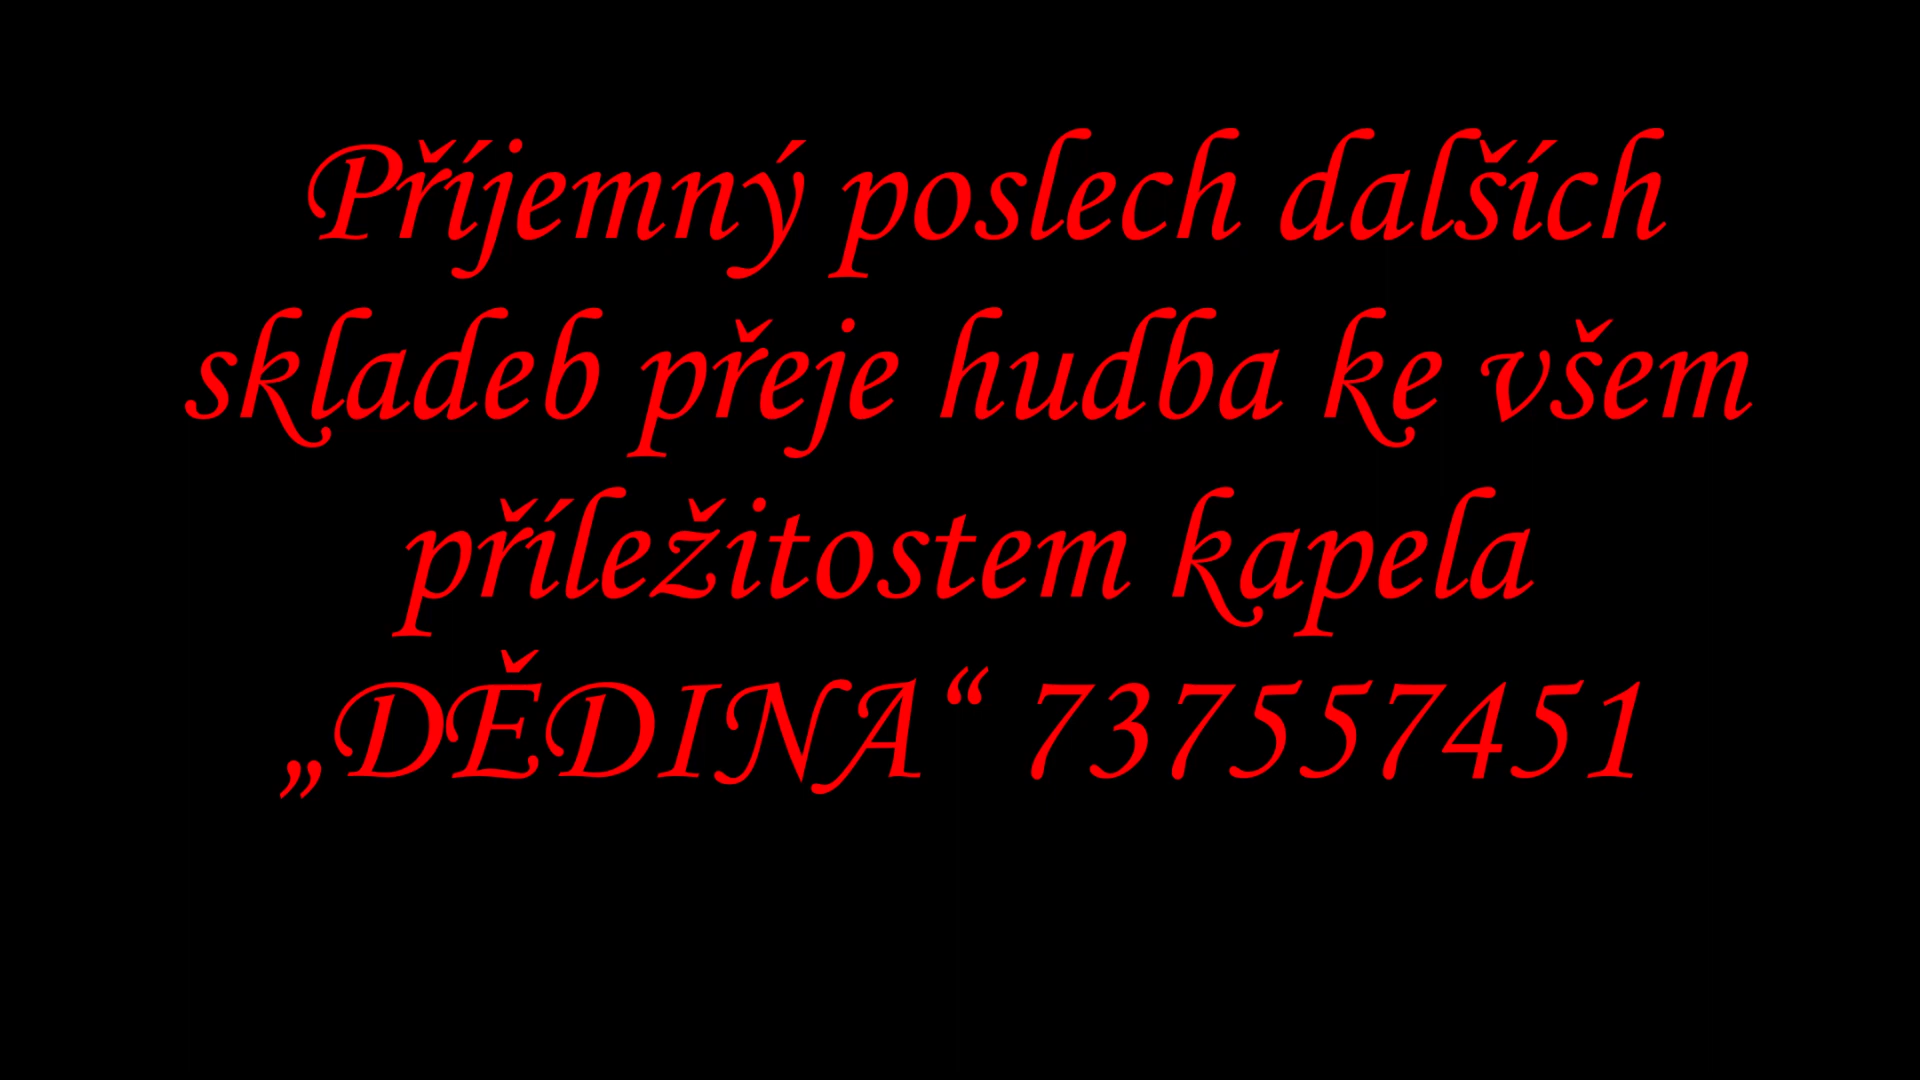 Příjemný poslech dalších
skladeb přeje hudba ke všem
příležitostem kapela
„DĚDINA“ 737557451